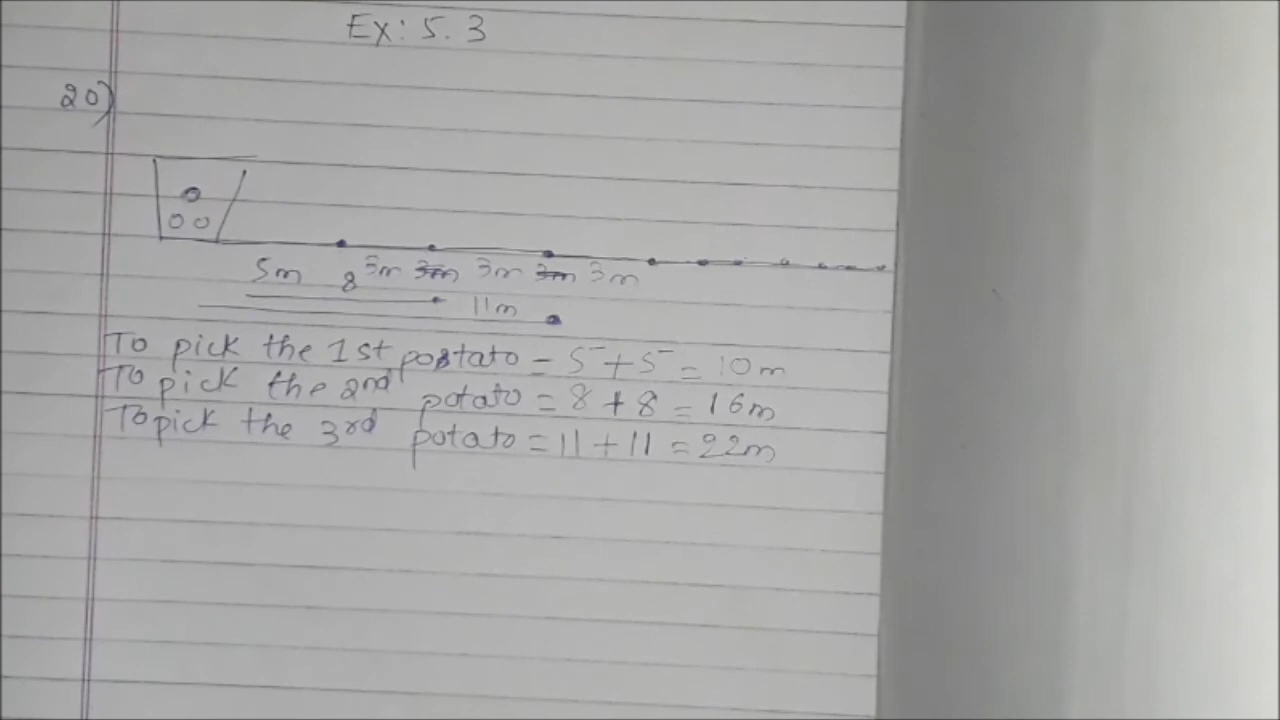 Ex: 5.3
20)
5m 8 3m 3m 3m 3m 3m
11m
To pick the 1st postato = 5 + 5 = 10m
To pick the 2nd potato = 8 + 8 = 16m
To pick the 3rd potato = 11 + 11 = 22m